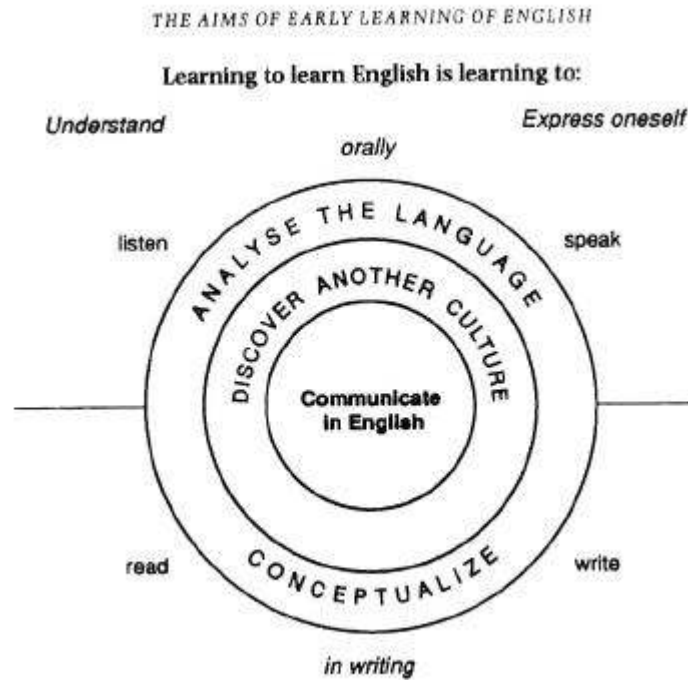 THE AIMS OF EARLY LEARNING OF ENGLISH
Learning to learn English is learning to:
Understand
Express oneself
orally
listen
ANALYSE THE LANGUAGE
speak
DISCOVER ANOTHER CULTURE
Communicate
in English
read
CONCEPTUALIZE
write
in writing